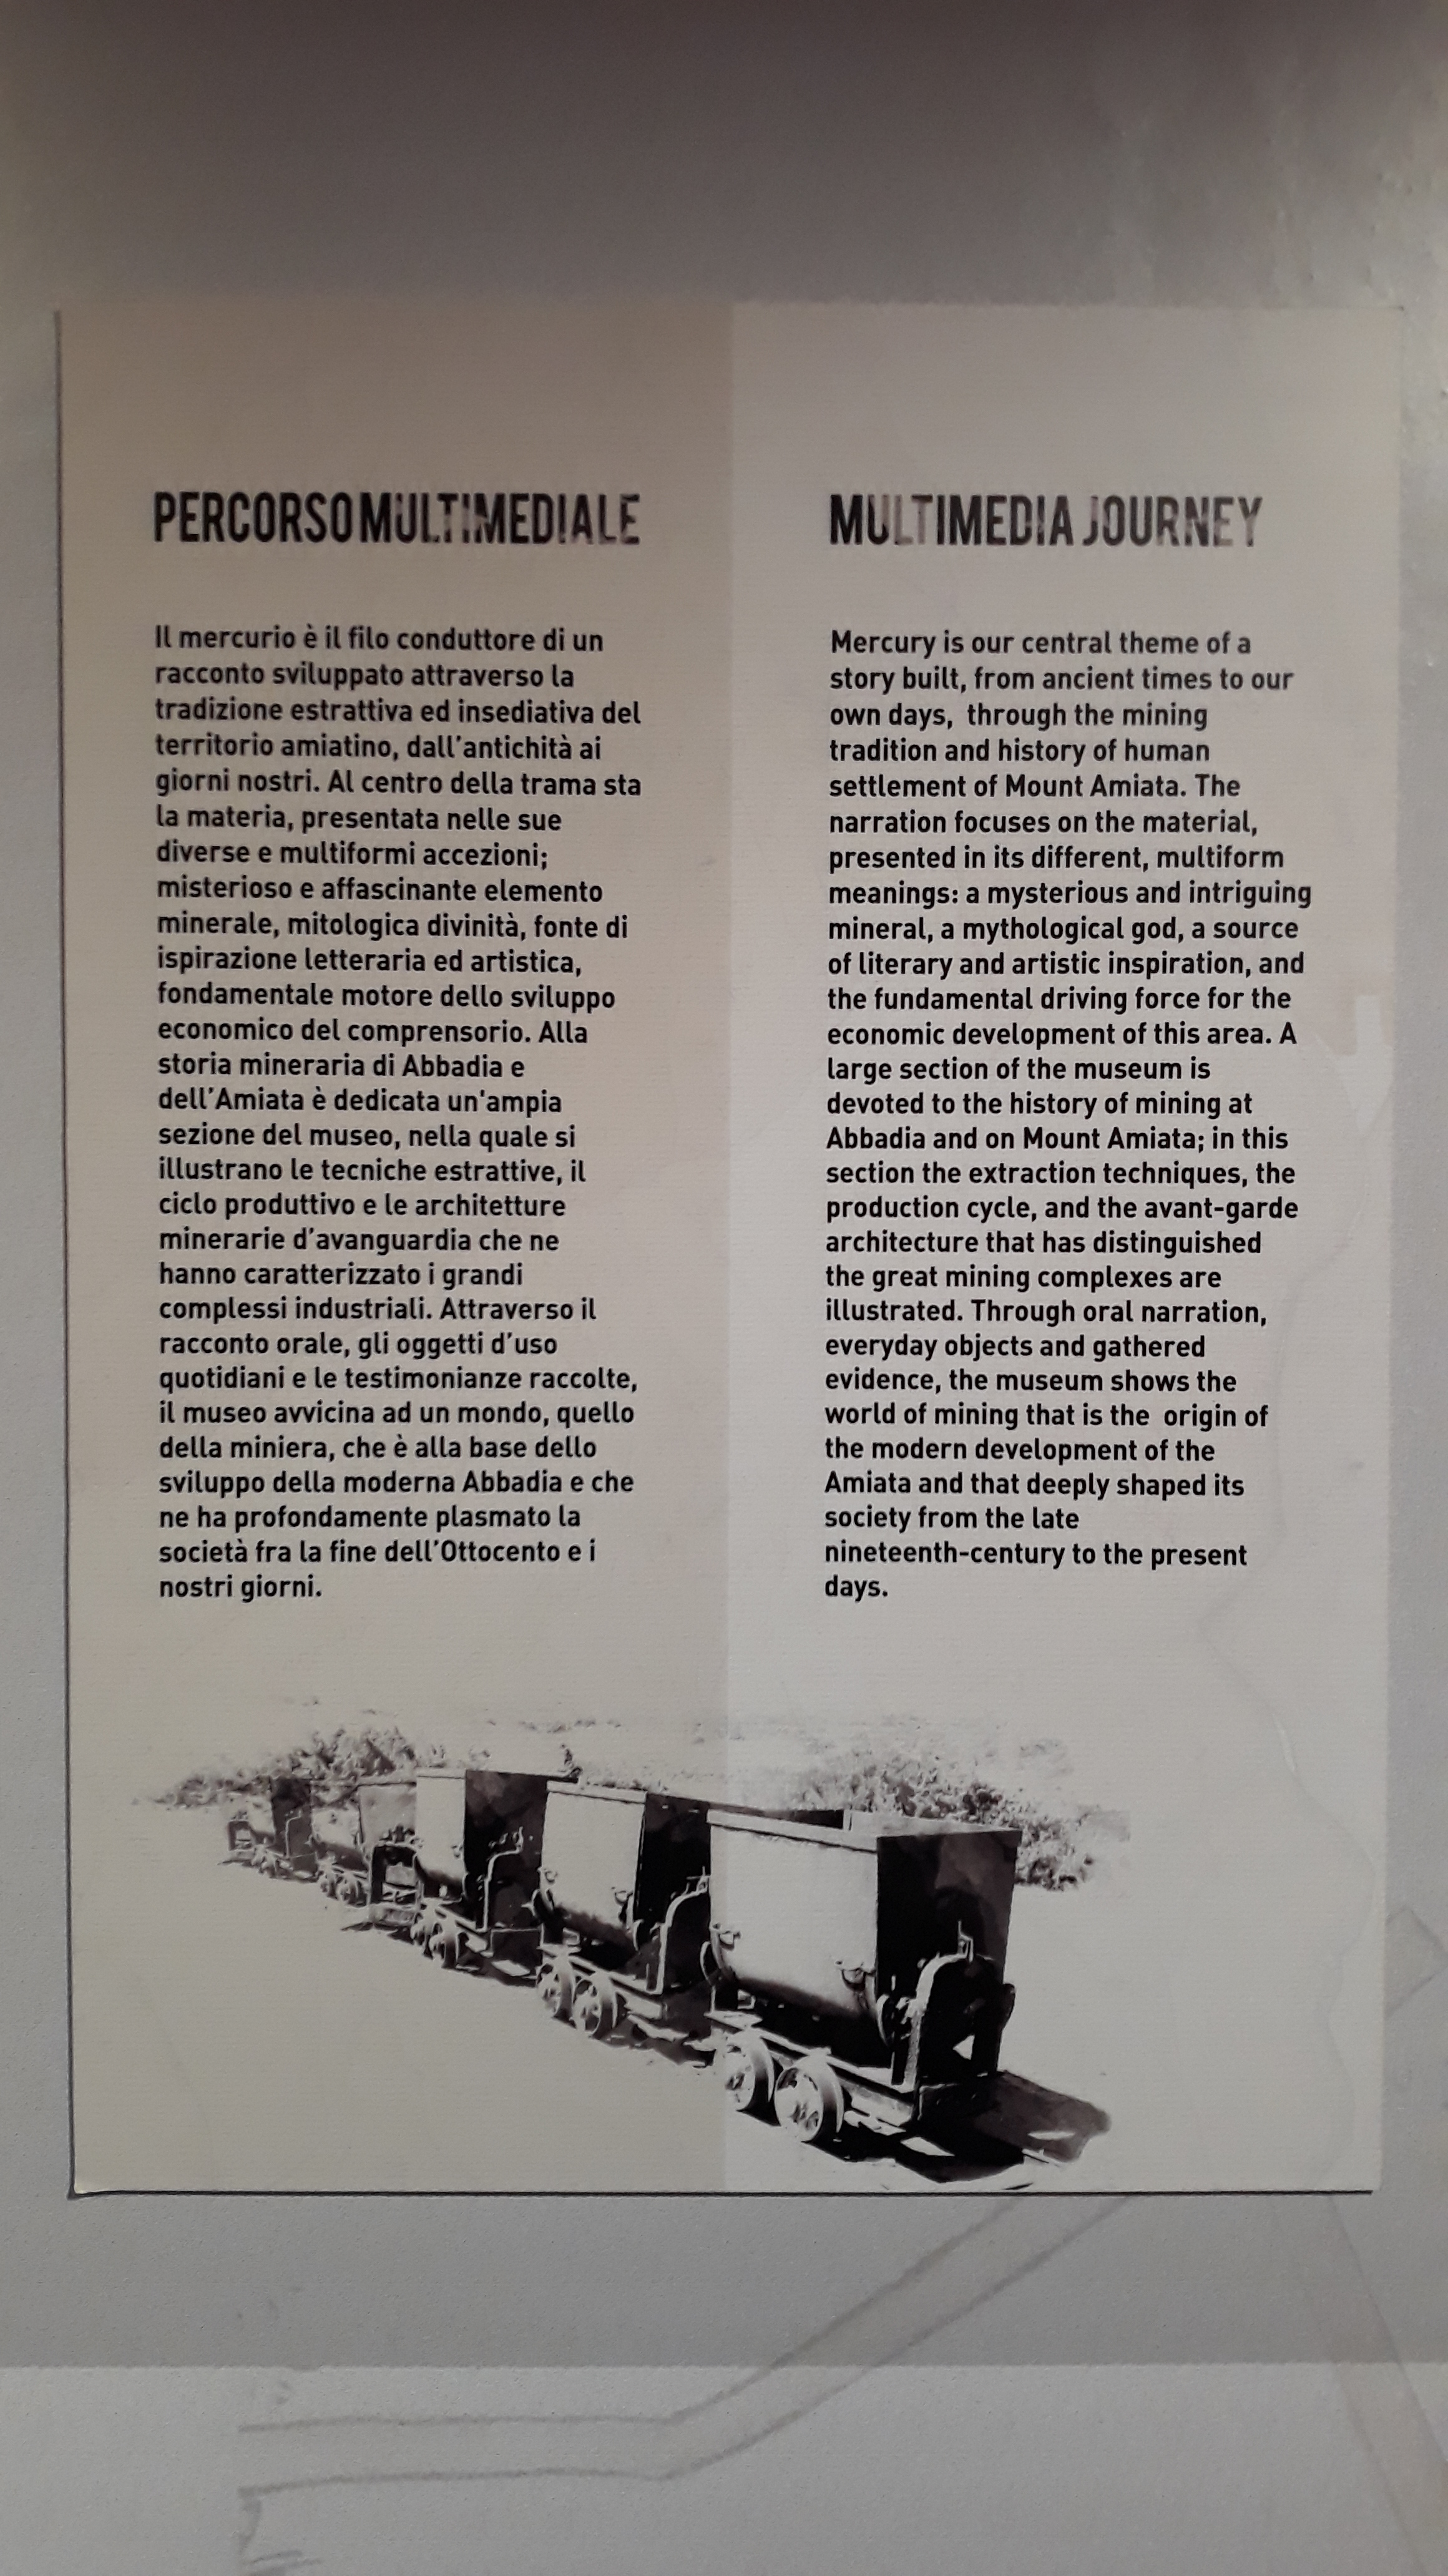 PERCORSO MULTIMEDIALE
Il mercurio è il filo conduttore di un
racconto sviluppato attraverso la
tradizione estrattiva ed insediativa del
territorio amiatino, dall'antichità ai
giorni nostri. Al centro della trama sta
la materia, presentata nelle sue
diverse e multiformi accezioni;
misterioso e affascinante elemento
minerale, mitologica divinità, fonte di
ispirazione letteraria ed artistica,
fondamentale motore dello sviluppo
economico del comprensorio. Alla
storia mineraria di Abbadia e
dell'Amiata è dedicata un'ampia
sezione del museo, nella quale si
illustrano le tecniche estrattive, il
ciclo produttivo e le architetture
minerarie d'avanguardia che ne
hanno caratterizzato i grandi
complessi industriali. Attraverso il
racconto orale, gli oggetti d'uso
quotidiani e le testimonianze raccolte,
il museo avvicina ad un mondo, quello
della miniera, che è alla base dello
sviluppo della moderna Abbadia e che
ne ha profondamente plasmato la
società fra la fine dell'Ottocento e i
nostri giorni.
MULTIMEDIA JOURNEY
Mercury is our central theme of a
story built, from ancient times to our
own days,  through the mining
tradition and history of human
settlement of Mount Amiata. The
narration focuses on the material,
presented in its different, multiform
meanings: a mysterious and intriguing
mineral, a mythological god, a source
of literary and artistic inspiration, and
the fundamental driving force for the
economic development of this area. A
large section of the museum is
devoted to the history of mining at
Abbadia and on Mount Amiata; in this
section the extraction techniques, the
production cycle, and the avant-garde
architecture that has distinguished
the great mining complexes are
illustrated. Through oral narration,
everyday objects and gathered
evidence, the museum shows the
world of mining that is the  origin of
the modern development of the
Amiata and that deeply shaped its
society from the late
nineteenth-century to the present
days.